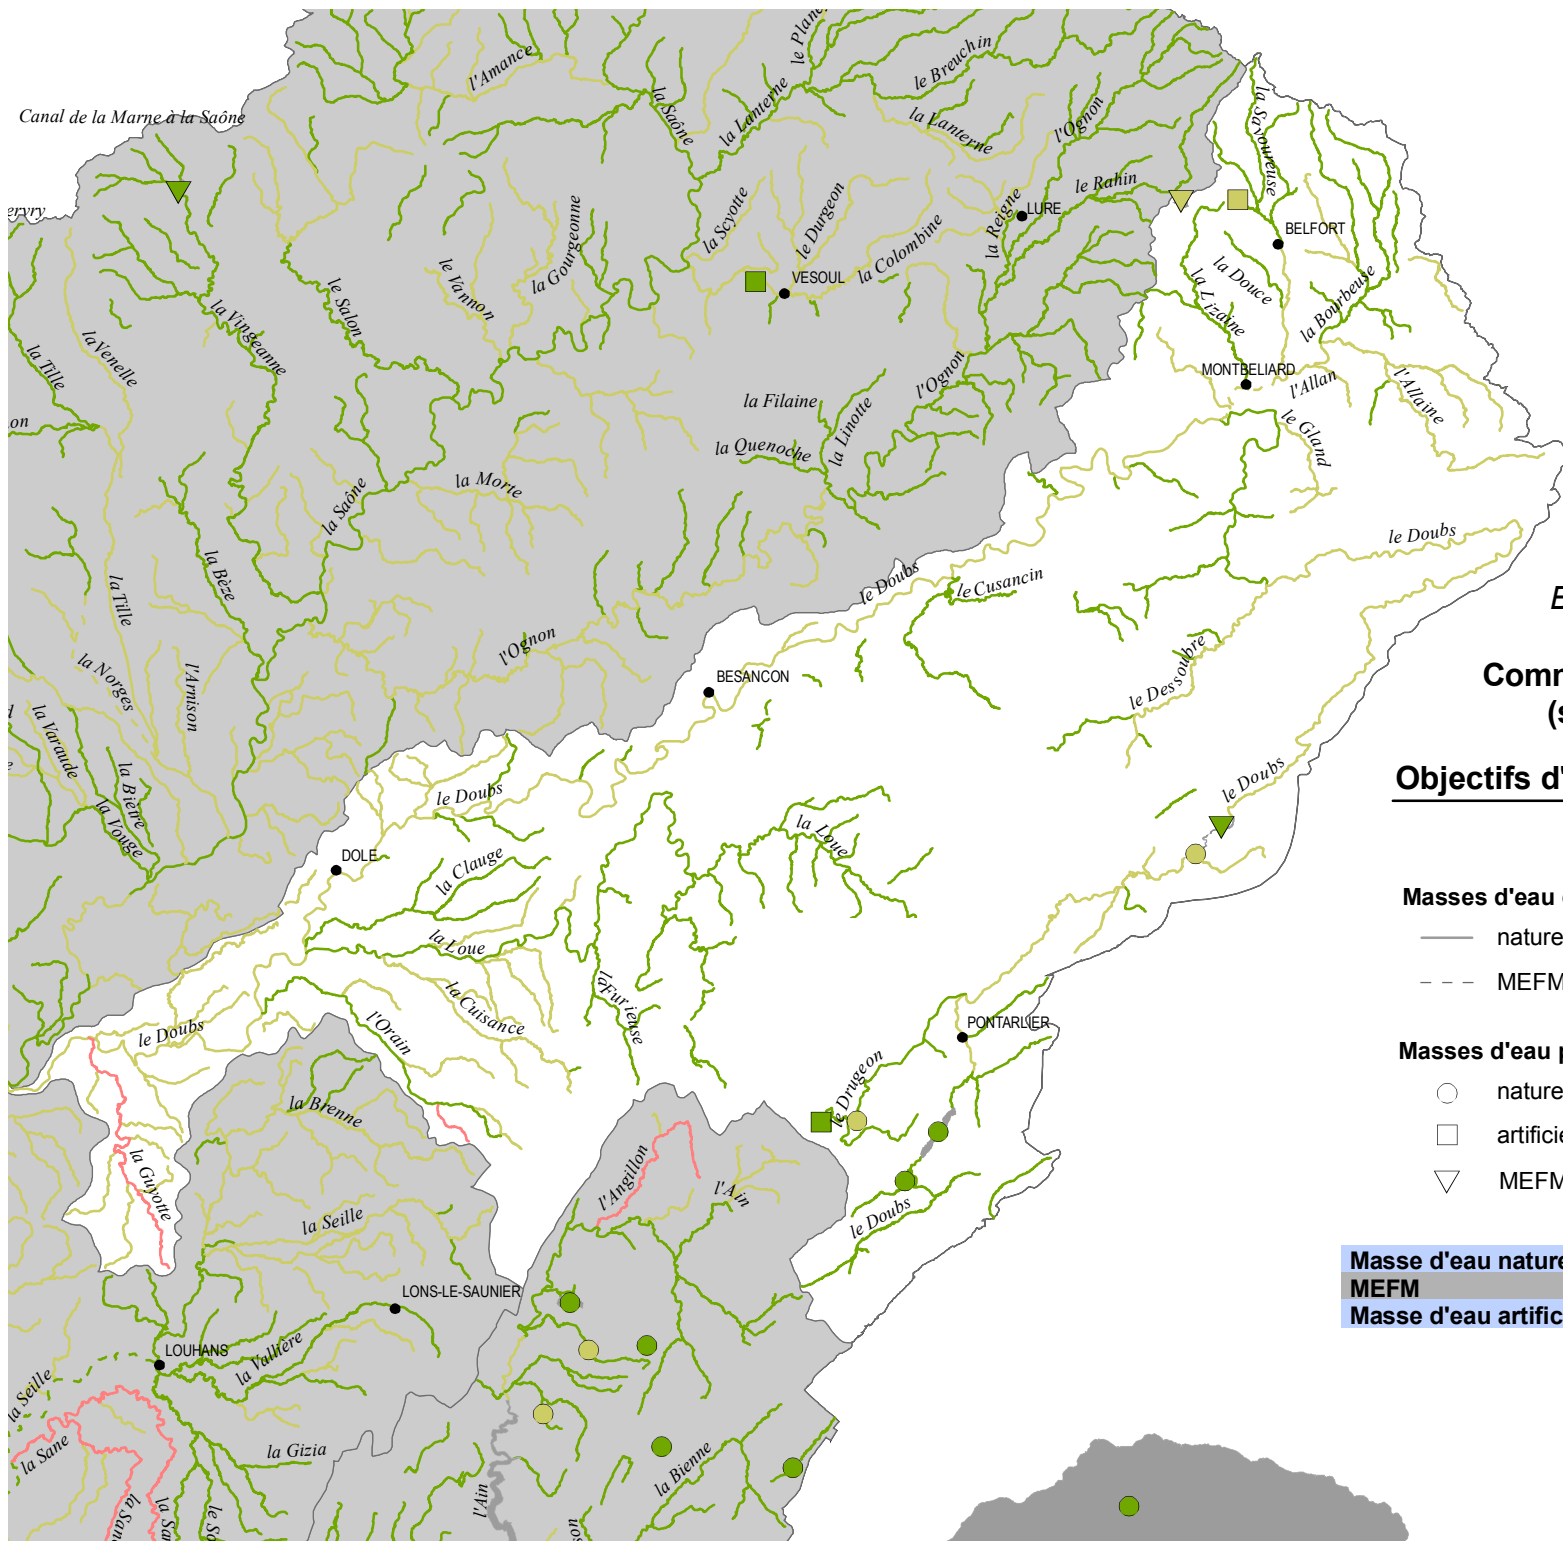 l'Amance
le Breuchin
la Saône
la Lanterne
la Savoureuse
Canal de la Marne à la Saône
la Lanterne
l'Ognon
le Rahin
LURE
la Reigne
BELFORT
la Scyotte
le Durgeon
la Colombine
la Gourgeonne
le Vannon
VESOUL
la Douce
la Lizaine
la Bourbeuse
le Salon
la Vingeanne
la Venelle
la Tille
MONTBELIARD
l'Allan
l'Allaine
l'Ognon
la Filaine
la Linotte
la Quenoche
le Gland
on
la Morte
la Saône
le Doubs
la Bèze
la Tille
le Doubs
le Cusancin
E
l'Ognon
le Dessoubre
la Norges
l'Arnison
BESANCON
Comm
(s
la Varaude
la Biètre
la Vouge
le Doubs
le Doubs
Objectifs d'
la Loue
DOLE
la Clauge
Masses d'eau
la Loue
nature
la Cuisance
la Furieuse
MEFM
le Doubs
l'Orain
PONTARLIER
Masses d'eau p
le Drugeon
nature
la Brenne
artificie
la Guyotte
l'Angillon
l'Ain
MEFM
la Seille
le Doubs
Masse d'eau nature
MEFM
Masse d'eau artific
LONS-LE-SAUNIER
LOUHANS
la Vallière
la Seille
la Sane
la Gizia
la Bienne
l'Ain